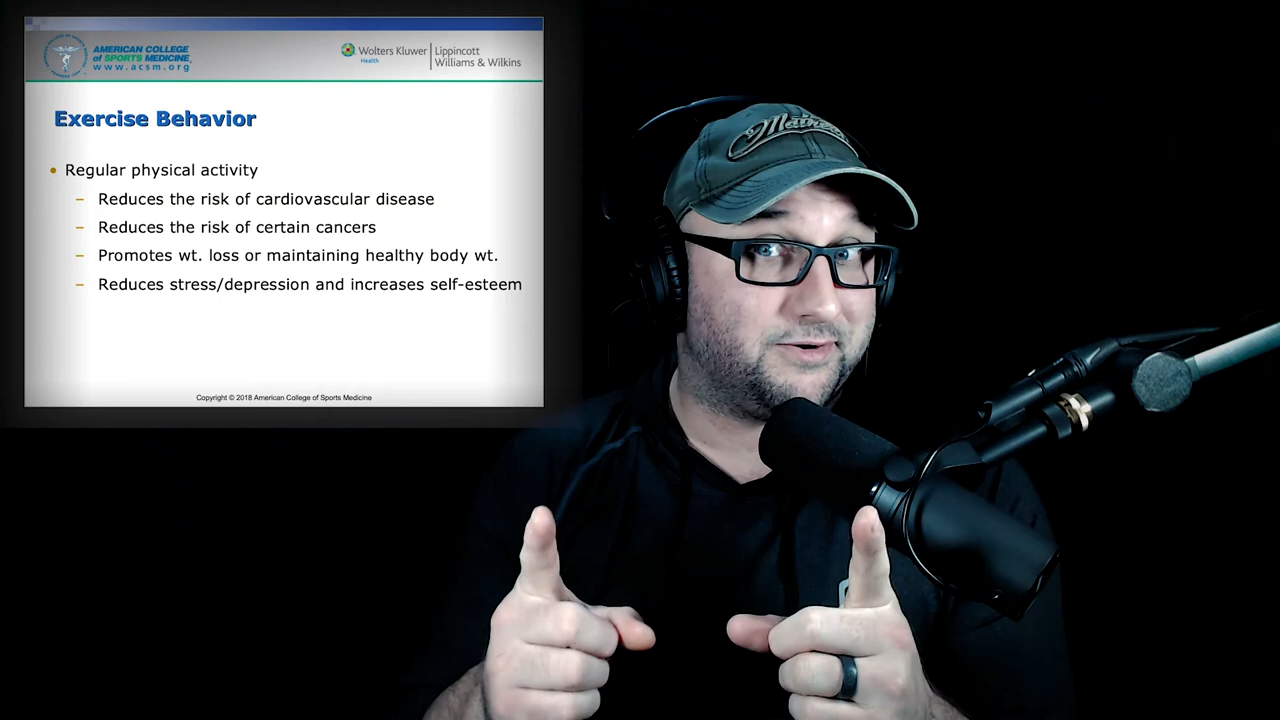 AMERICAN COLLEGE
of SPORTS MEDICINE
www.acsm.org
Wolters Kluwer
Health
Lippincott
Williams & Wilkins
Exercise Behavior
• Regular physical activity
– Reduces the risk of cardiovascular disease
– Reduces the risk of certain cancers
– Promotes wt. loss or maintaining healthy body wt.
– Reduces stress/depression and increases self-esteem
Copyright © 2018 American College of Sports Medicine